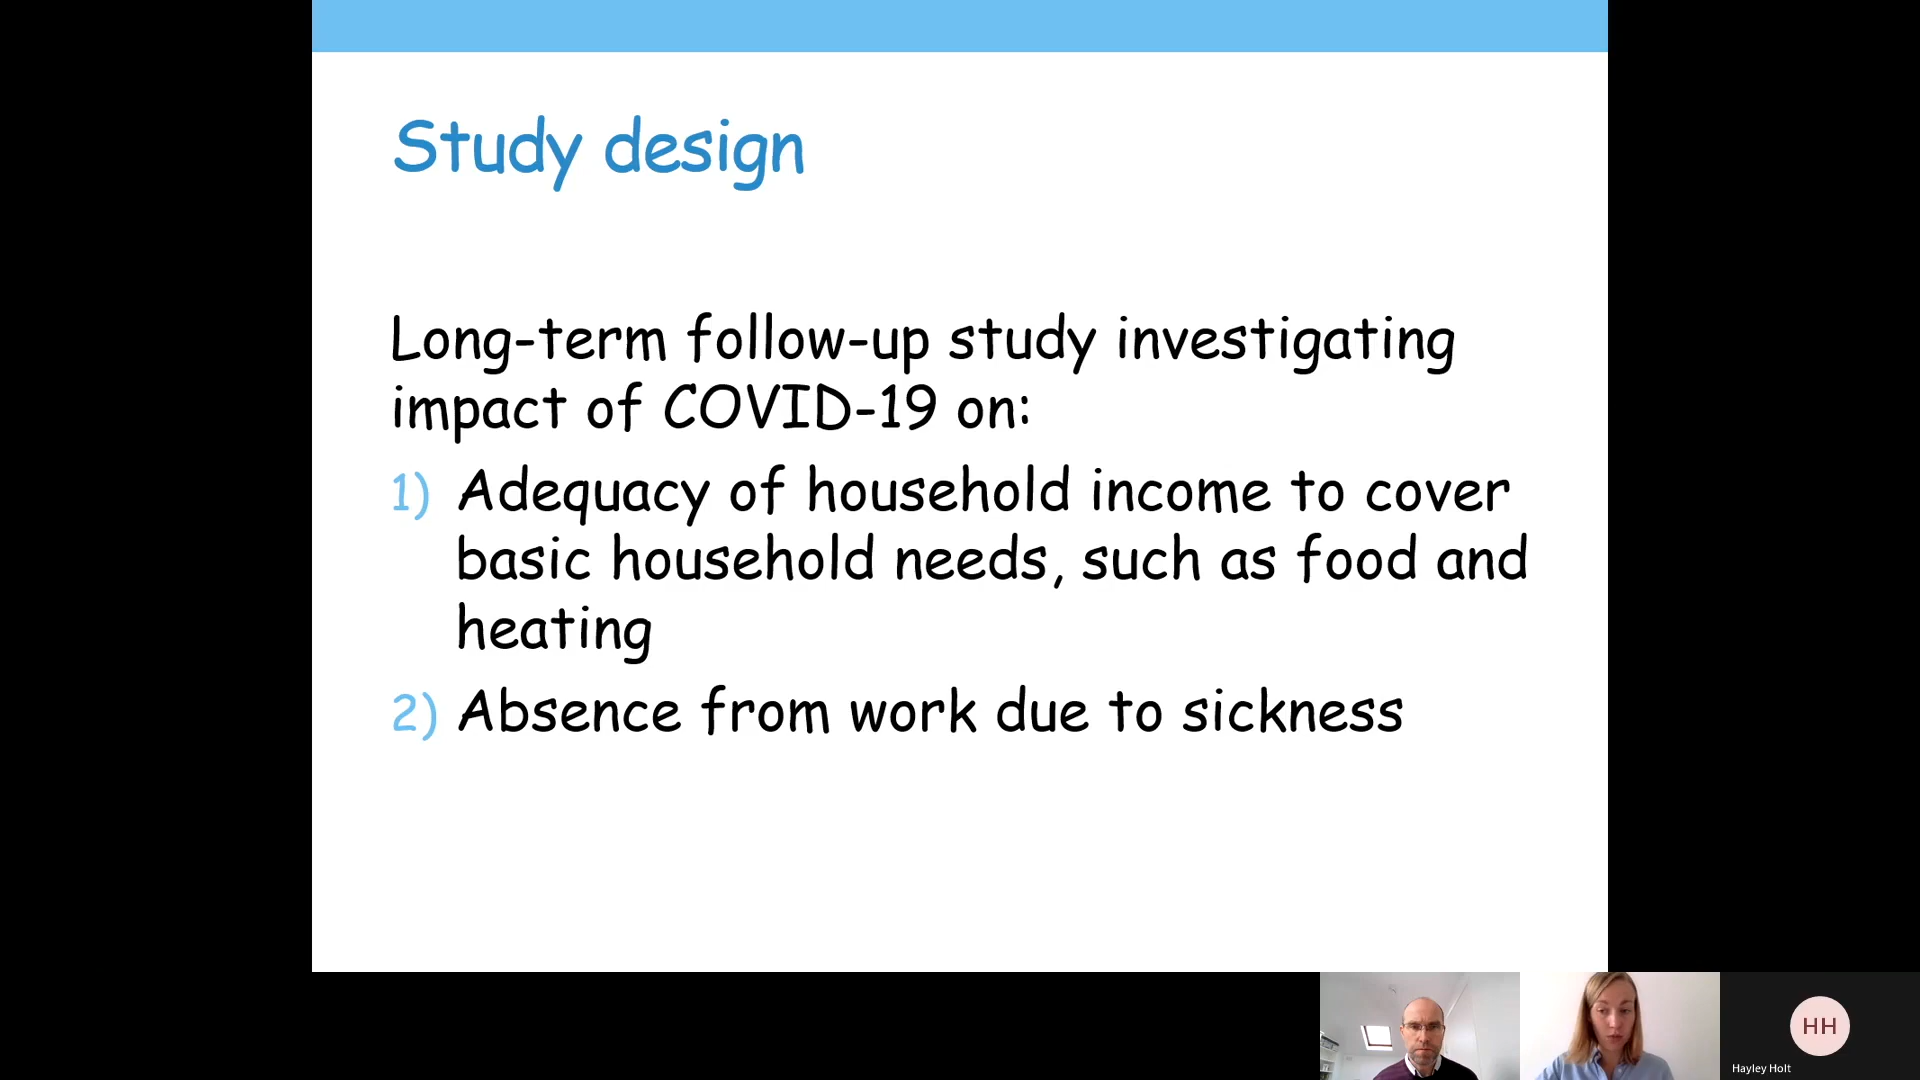 Study design
Long-term follow-up study investigating
impact of COVID-19 on:
1) Adequacy of household income to cover
basic household needs, such as food and
heating
2) Absence from work due to sickness
HH
Hayley Holt